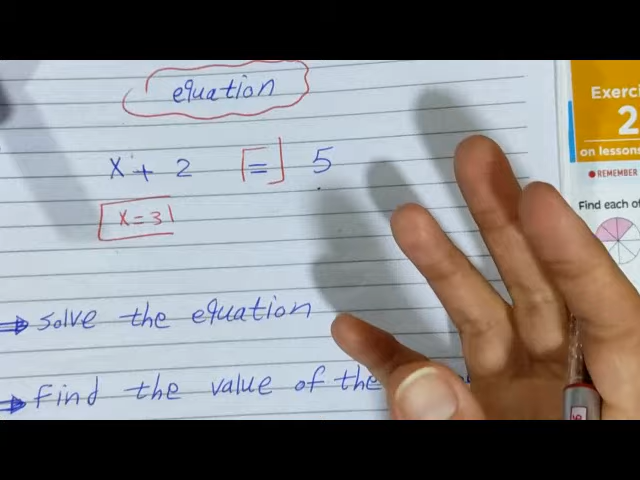 equation
x + 2 = 5
x = 3
⇒ Solve the equation
⇒ Find the value of the
Exerci
2
on lessons
REMEMBER
Find each of